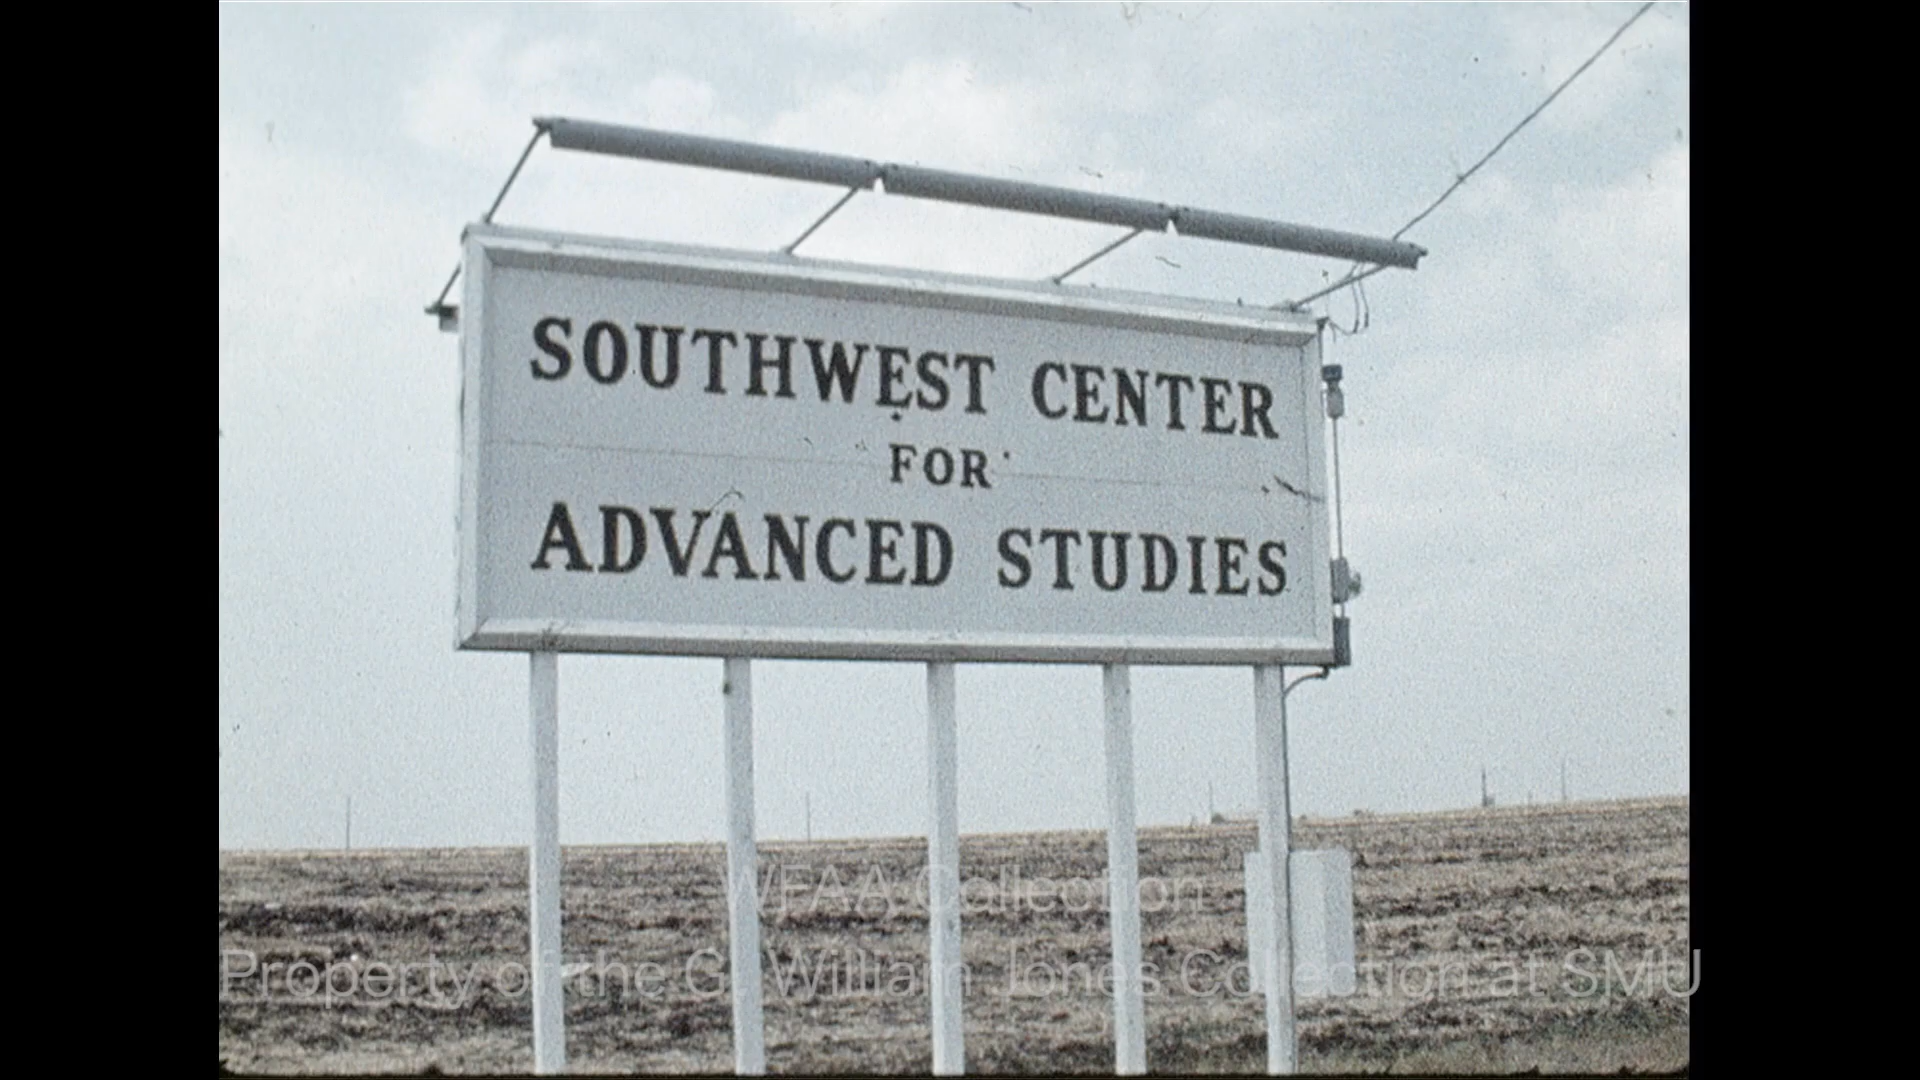 SOUTHWEST CENTER
FOR
ADVANCED STUDIES
WFAA Collection
Property of the G. William Jones Collection at SMU